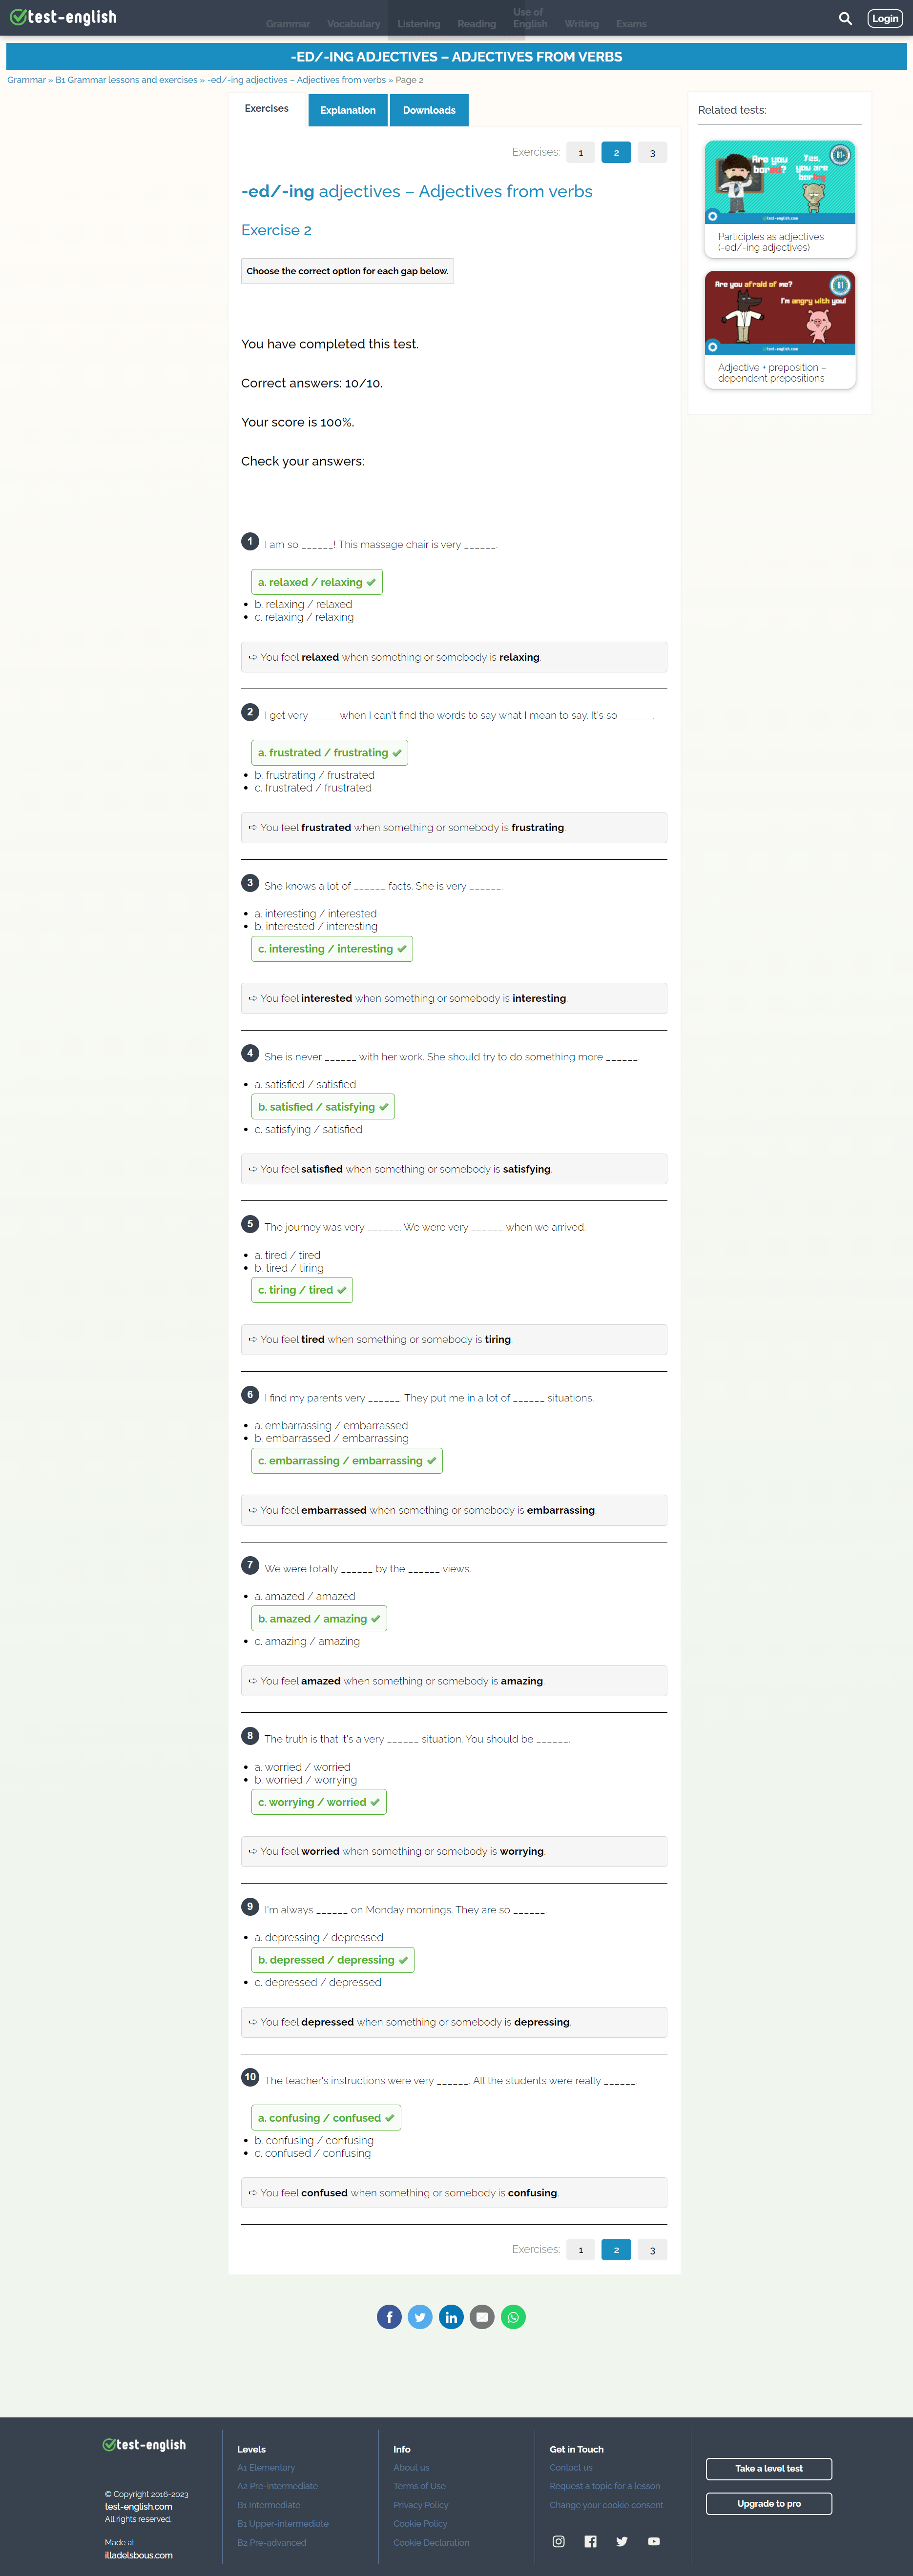 test-english
Grammar Vocabulary Listening Reading Use of English Writing Exams
Login
-ED/-ING ADJECTIVES – ADJECTIVES FROM VERBS
Grammar » B1 Grammar lessons and exercises » -ed/-ing adjectives – Adjectives from verbs » Page 2
Exercises Explanation Downloads
Exercises: 1 2 3
-ed/-ing adjectives – Adjectives from verbs
Exercise 2
Choose the correct option for each gap below.
You have completed this test.
Correct answers: 10/10.
Your score is 100%.
Check your answers:
1 I am so ______! This massage chair is very ______.
a. relaxed / relaxing ✔
• b. relaxing / relaxed
• c. relaxing / relaxing
➪ You feel relaxed when something or somebody is relaxing.
2 I get very _____ when I can't find the words to say what I mean to say. It's so ______.
a. frustrated / frustrating ✔
• b. frustrating / frustrated
• c. frustrated / frustrated
➪ You feel frustrated when something or somebody is frustrating.
3 She knows a lot of ______ facts. She is very ______.
• a. interesting / interested
• b. interested / interesting
c. interesting / interesting ✔
➪ You feel interested when something or somebody is interesting.
4 She is never ______ with her work. She should try to do something more ______.
• a. satisfied / satisfied
b. satisfied / satisfying ✔
• c. satisfying / satisfied
➪ You feel satisfied when something or somebody is satisfying.
5 The journey was very ______. We were very ______ when we arrived.
• a. tired / tired
• b. tired / tiring
c. tiring / tired ✔
➪ You feel tired when something or somebody is tiring.
6 I find my parents very ______. They put me in a lot of ______ situations.
• a. embarrassing / embarrassed
• b. embarrassed / embarrassing
c. embarrassing / embarrassing ✔
➪ You feel embarrassed when something or somebody is embarrassing.
7 We were totally ______ by the ______ views.
• a. amazed / amazed
b. amazed / amazing ✔
• c. amazing / amazing
➪ You feel amazed when something or somebody is amazing.
8 The truth is that it's a very ______ situation. You should be ______.
• a. worried / worried
• b. worried / worrying
c. worrying / worried ✔
➪ You feel worried when something or somebody is worrying.
9 I'm always ______ on Monday mornings. They are so ______.
• a. depressing / depressed
b. depressed / depressing ✔
• c. depressed / depressed
➪ You feel depressed when something or somebody is depressing.
10 The teacher's instructions were very ______. All the students were really ______.
a. confusing / confused ✔
• b. confusing / confusing
• c. confused / confusing
➪ You feel confused when something or somebody is confusing.
Exercises: 1 2 3
Related tests:
Are you bored?
Yes, you are boring
B1+
test-english.com
Participles as adjectives
(-ed/-ing adjectives)
Are you afraid of me?
I'm angry with you!
B1
test-english.com
Adjective + preposition –
dependent prepositions
test-english
© Copyright 2016-2023
test-english.com
All rights reserved.
Made at
illadelsbous.com
Levels
A1 Elementary
A2 Pre-intermediate
B1 Intermediate
B1 Upper-intermediate
B2 Pre-advanced
Info
About us
Terms of Use
Privacy Policy
Cookie Policy
Cookie Declaration
Get in Touch
Contact us
Request a topic for a lesson
Change your cookie consent
Take a level test
Upgrade to pro